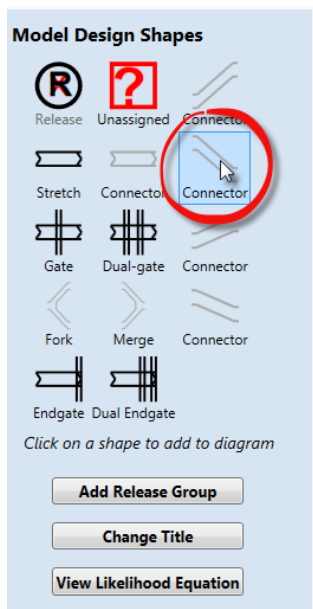 Model Design Shapes
R
?
Release Unassigned Connector
Stretch Connector Connector
Gate Dual-gate Connector
Fork Merge Connector
Endgate Dual Endgate
Click on a shape to add to diagram
Add Release Group
Change Title
View Likelihood Equation